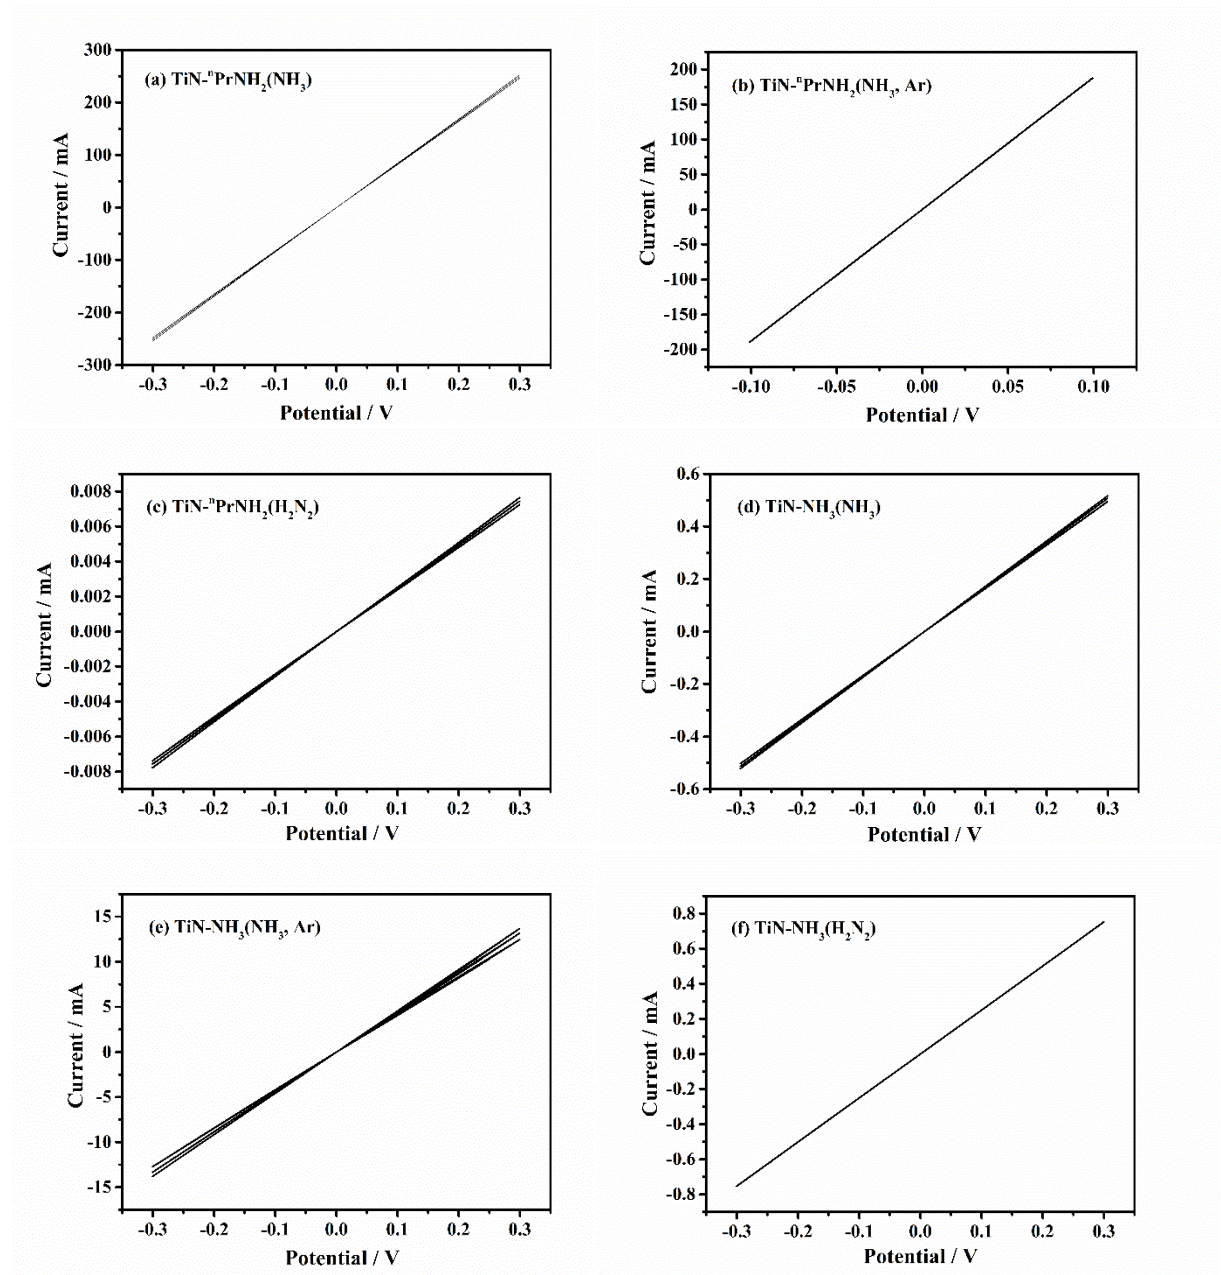 (a) TiN-ⁿPrNH₂(NH₃)
Current / mA
300
200
100
0
-100
-200
-300
-0.3 -0.2 -0.1 0.0 0.1 0.2 0.3
Potential / V
(b) TiN-ⁿPrNH₂(NH₃, Ar)
Current / mA
200
150
100
50
0
-50
-100
-150
-200
-0.10 -0.05 0.00 0.05 0.10
Potential / V
(c) TiN-ⁿPrNH₂(H₂N₂)
Current / mA
0.008
0.006
0.004
0.002
0.000
-0.002
-0.004
-0.006
-0.008
-0.3 -0.2 -0.1 0.0 0.1 0.2 0.3
Potential / V
(d) TiN-NH₃(NH₃)
Current / mA
0.6
0.4
0.2
0.0
-0.2
-0.4
-0.6
-0.3 -0.2 -0.1 0.0 0.1 0.2 0.3
Potential / V
(e) TiN-NH₃(NH₃, Ar)
Current / mA
15
10
5
0
-5
-10
-15
-0.3 -0.2 -0.1 0.0 0.1 0.2 0.3
Potential / V
(f) TiN-NH₃(H₂N₂)
Current / mA
0.8
0.6
0.4
0.2
0.0
-0.2
-0.4
-0.6
-0.8
-0.3 -0.2 -0.1 0.0 0.1 0.2 0.3
Potential / V